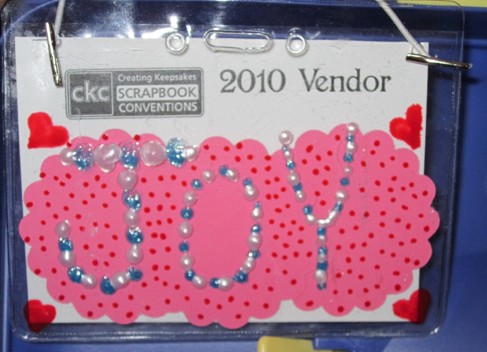 ckc
Creating Keepsakes
SCRAPBOOK
CONVENTIONS
2010 Vendor
JOY